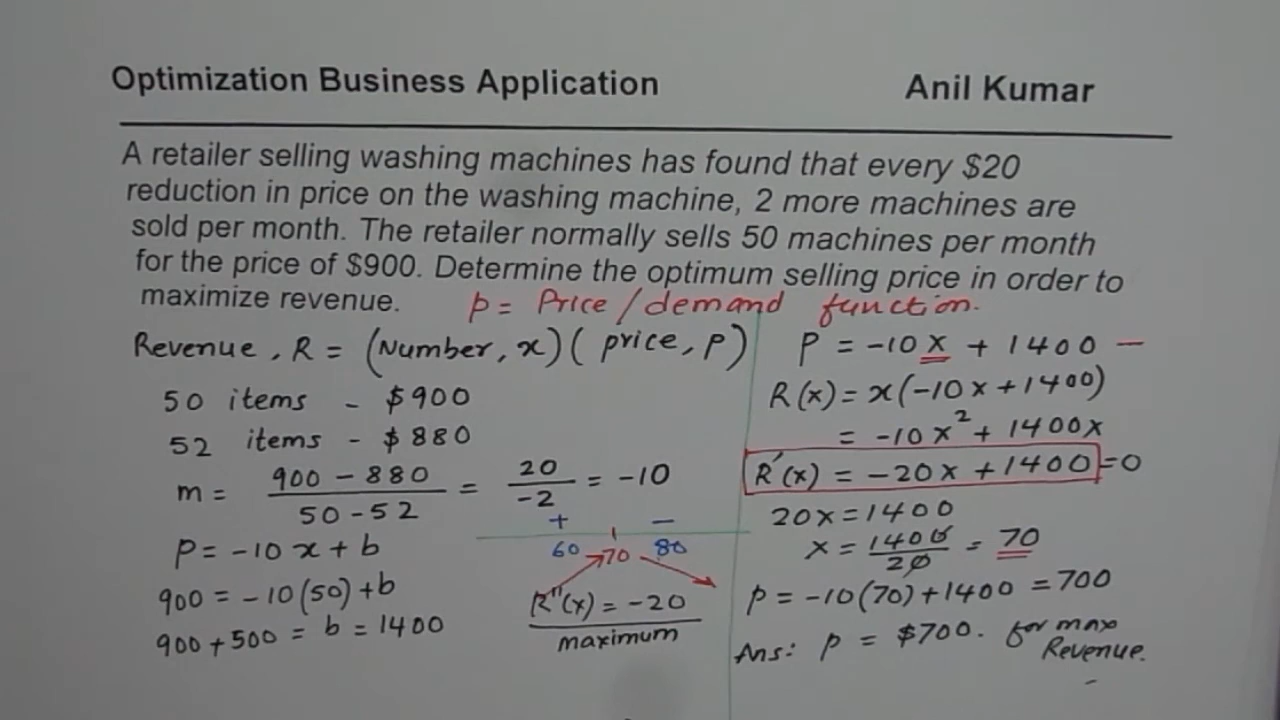 Optimization Business Application Anil Kumar
A retailer selling washing machines has found that every $20
reduction in price on the washing machine, 2 more machines are
sold per month. The retailer normally sells 50 machines per month
for the price of $900. Determine the optimum selling price in order to
maximize revenue.
p = Price/demand function.
Revenue, R = (Number, x)(price, p)
50 items - $900
52 items - $880
m = 900 - 880 / 50 - 52 = 20 / -2 = -10
p = -10x + b
900 = -10(50) + b
900 + 500 = b = 1400
+ -
60 70 80
R''(x) = -20
maximum
P = -10x + 1400
R(x) = x(-10x + 1400)
= -10x² + 1400x
R'(x) = -20x + 1400 = 0
20x = 1400
x = 1400 / 20 = 70
p = -10(70) + 1400 = 700
Ans: p = $700. for max
Revenue.